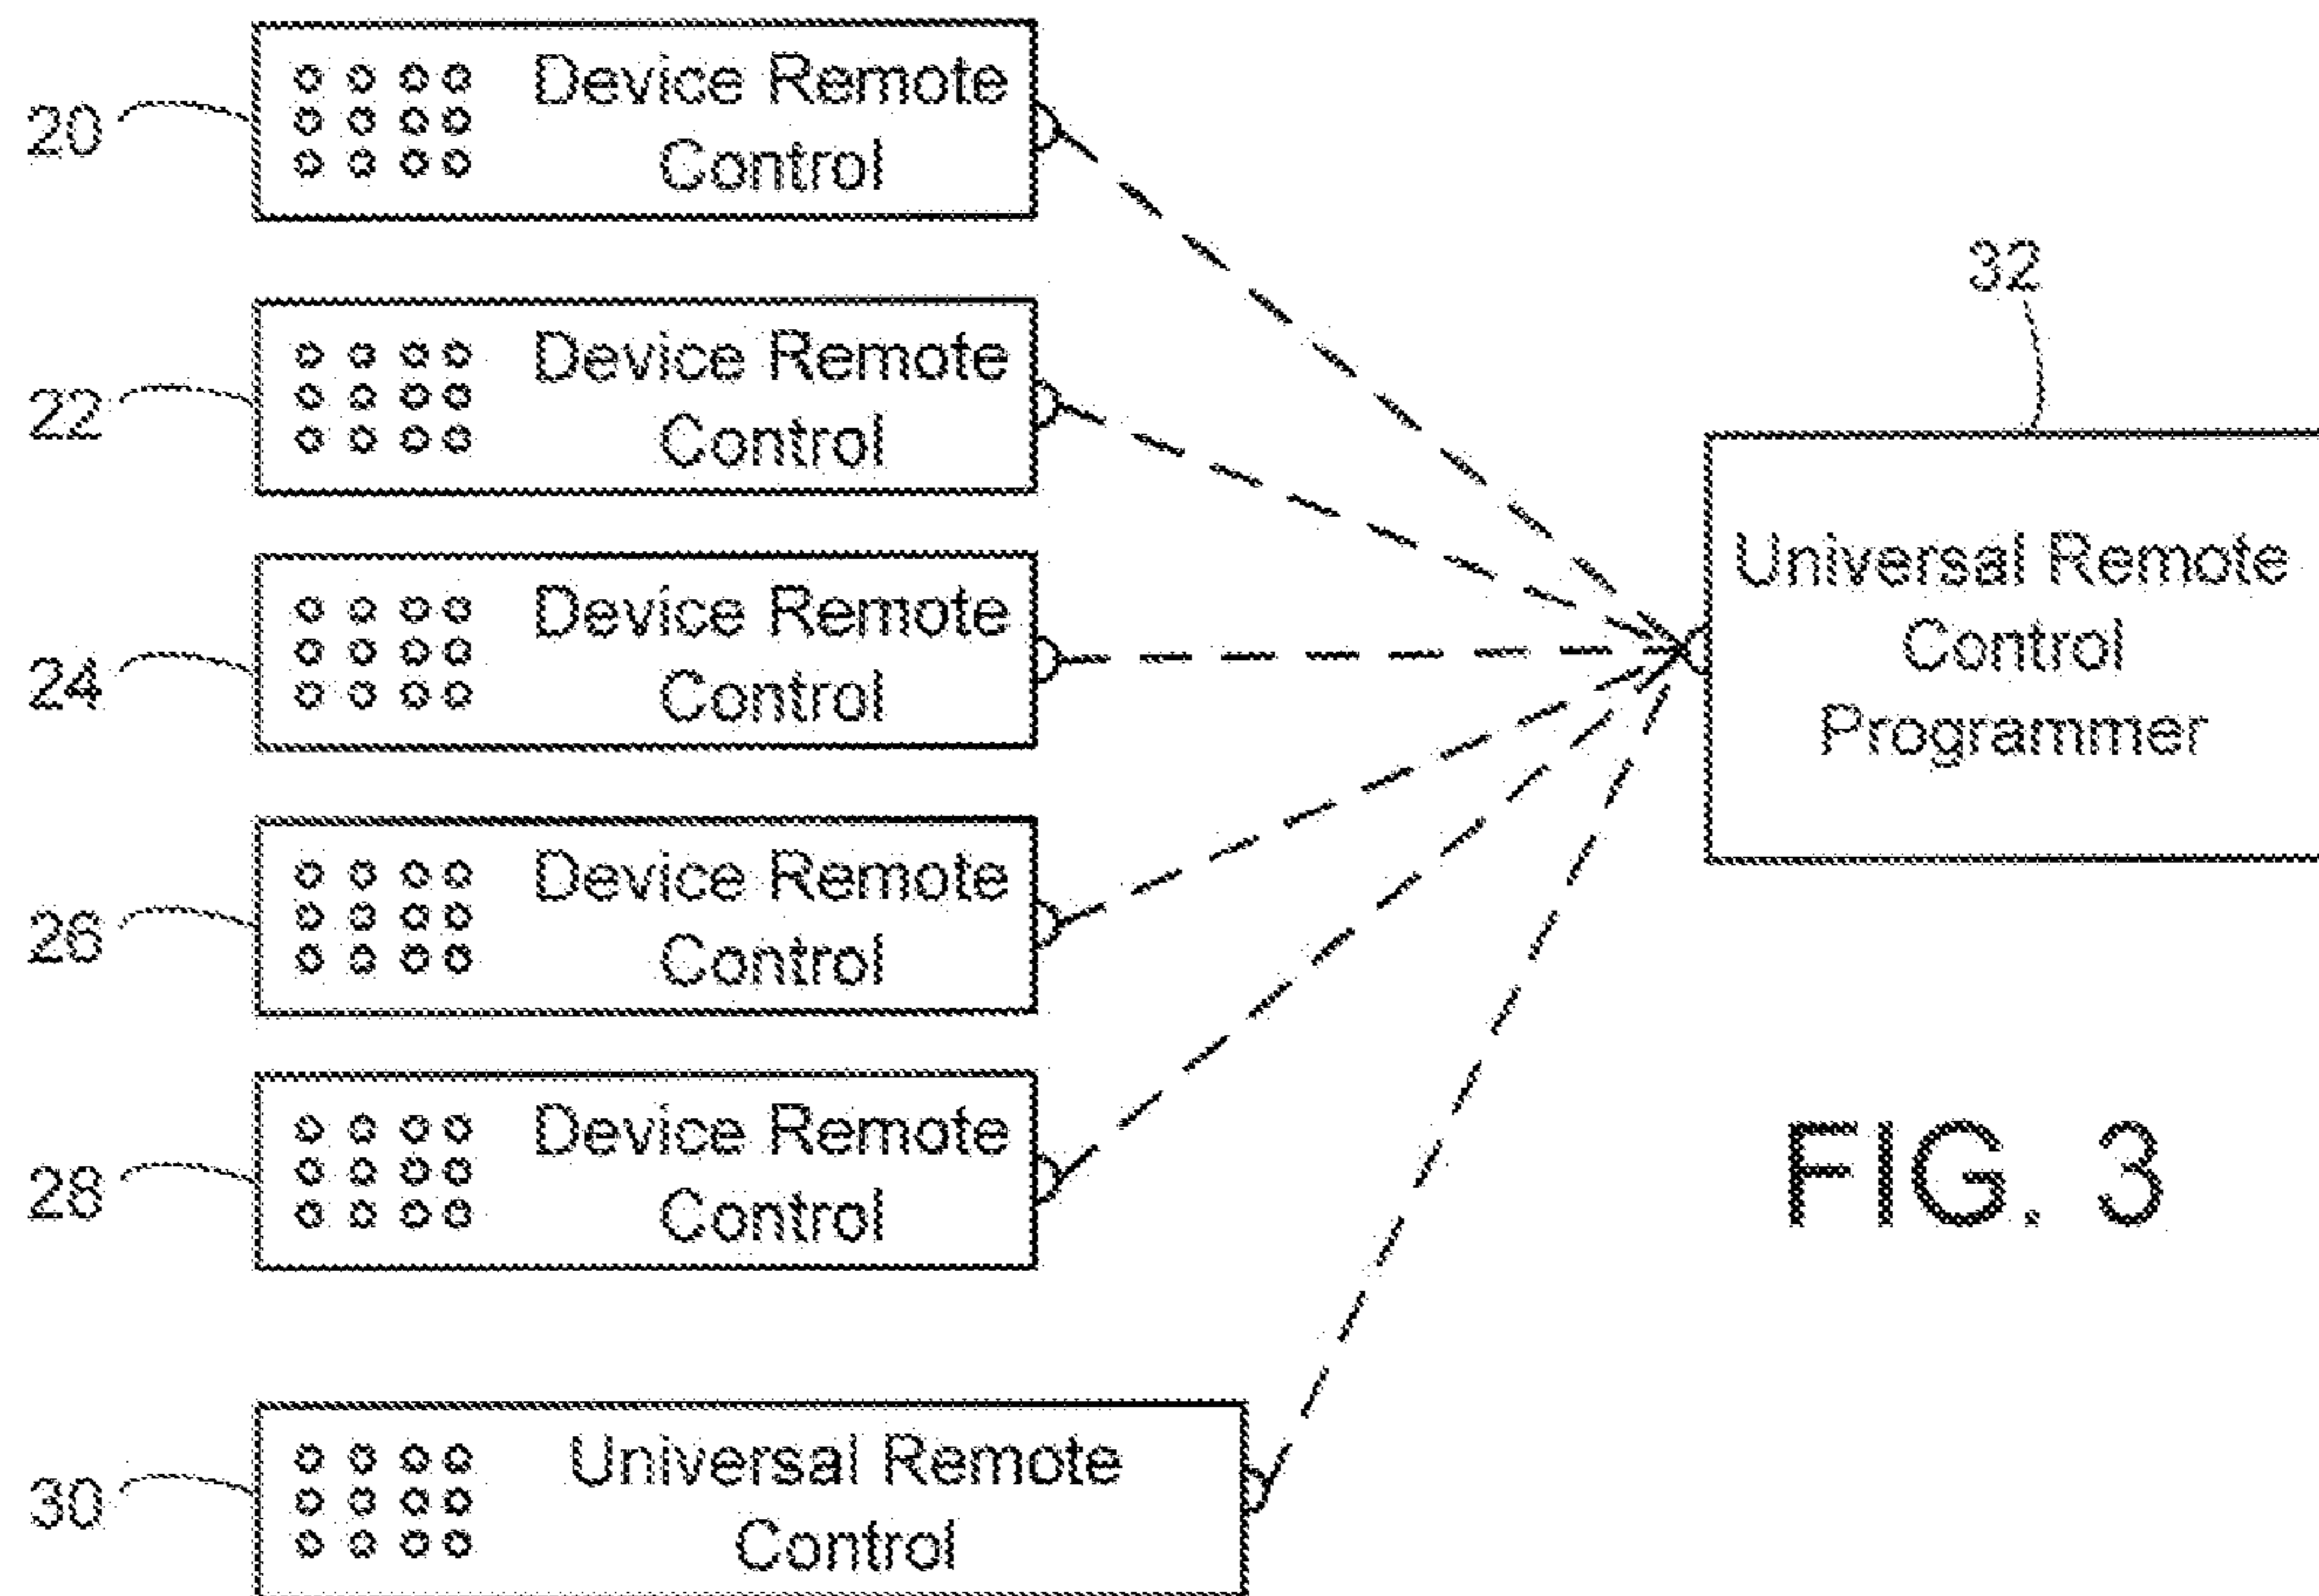 20
Device Remote
Control
22
Device Remote
Control
24
Device Remote
Control
26
Device Remote
Control
28
Device Remote
Control
30
Universal Remote
Control
32
Universal Remote
Control
Programmer
FIG. 3